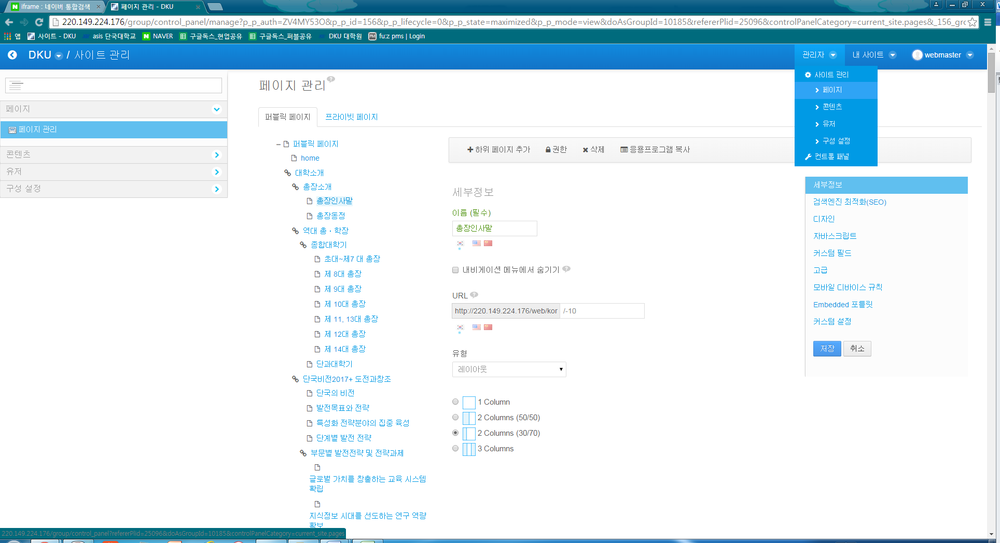 iframe : 네이버 통합검색
페이지 관리 - DKU
220.149.224.176/group/control_panel/manage?p_p_auth=ZV4MY53O&p_p_id=156&p_p_lifecycle=0&p_p_state=maximized&p_p_mode=view&doAsGroupId=10185&refererPlid=25096&controlPanelCategory=current_site.pages&_156_gro
앱
사이트 - DKU
asis 단국대학교
NAVER
구글독스_현업공유
구글독스_퍼블공유
DKU 대학원
fu:z pms | Login
DKU / 사이트 관리
관리자
내 사이트
webmaster
사이트 관리
페이지
콘텐츠
유저
구성 설정
컨트롤 패널
페이지
페이지 관리
콘텐츠
유저
구성 설정
페이지 관리
퍼블릭 페이지
프라이빗 페이지
퍼블릭 페이지
home
대학소개
총장소개
총장인사말
총장동정
역대 총 · 학장
종합대학기
초대~제7 대 총장
제 8대 총장
제 9대 총장
제 10대 총장
제 11, 13대 총장
제 12대 총장
제 14대 총장
단과대학기
단국비전2017+ 도전과창조
단국의 비전
발전목표와 전략
특성화 전략분야의 집중 육성
단계별 발전 전략
부문별 발전전략 및 전략과제
글로벌 가치를 창출하는 교육 시스템
확립
지식정보 시대를 선도하는 연구 역량
확보
하위 페이지 추가
권한
삭제
응용프로그램 복사
세부정보
이름 (필수)
총장인사말
내비게이션 메뉴에서 숨기기
URL
http://220.149.224.176/web/kor
/-10
유형
레이아웃
1 Column
2 Columns (50/50)
2 Columns (30/70)
3 Columns
세부정보
검색엔진 최적화(SEO)
디자인
자바스크립트
커스텀 필드
고급
모바일 디바이스 규칙
Embedded 포틀릿
커스텀 설정
저장
취소
220.149.224.176/group/control_panel?refererPlid=25096&doAsGroupId=10185&controlPanelCategory=current_site.pages